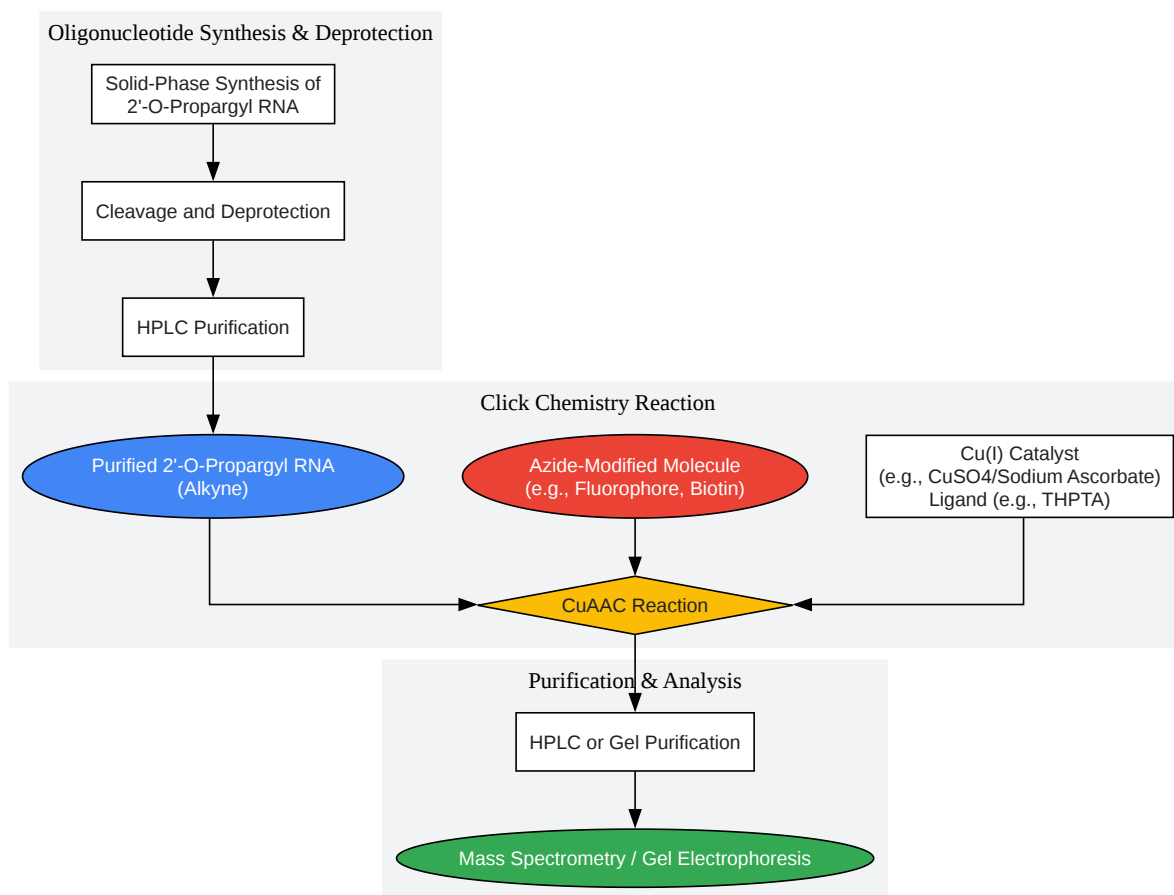 Oligonucleotide Synthesis & Deprotection
Solid-Phase Synthesis of
2'-O-Propargyl RNA
Cleavage and Deprotection
HPLC Purification
Click Chemistry Reaction
Purified 2'-O-Propargyl RNA
(Alkyne)
Azide-Modified Molecule
(e.g., Fluorophore, Biotin)
Cu(I) Catalyst
(e.g., CuSO4/Sodium Ascorbate)
Ligand (e.g., THPTA)
CuAAC Reaction
Purification & Analysis
HPLC or Gel Purification
Mass Spectrometry / Gel Electrophoresis